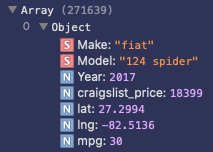 Array (271639)
0 Object
S Make: "fiat"
S Model: "124 spider"
N Year: 2017
N craigslist_price: 18399
N lat: 27.2994
N lng: −82.5136
N mpg: 30